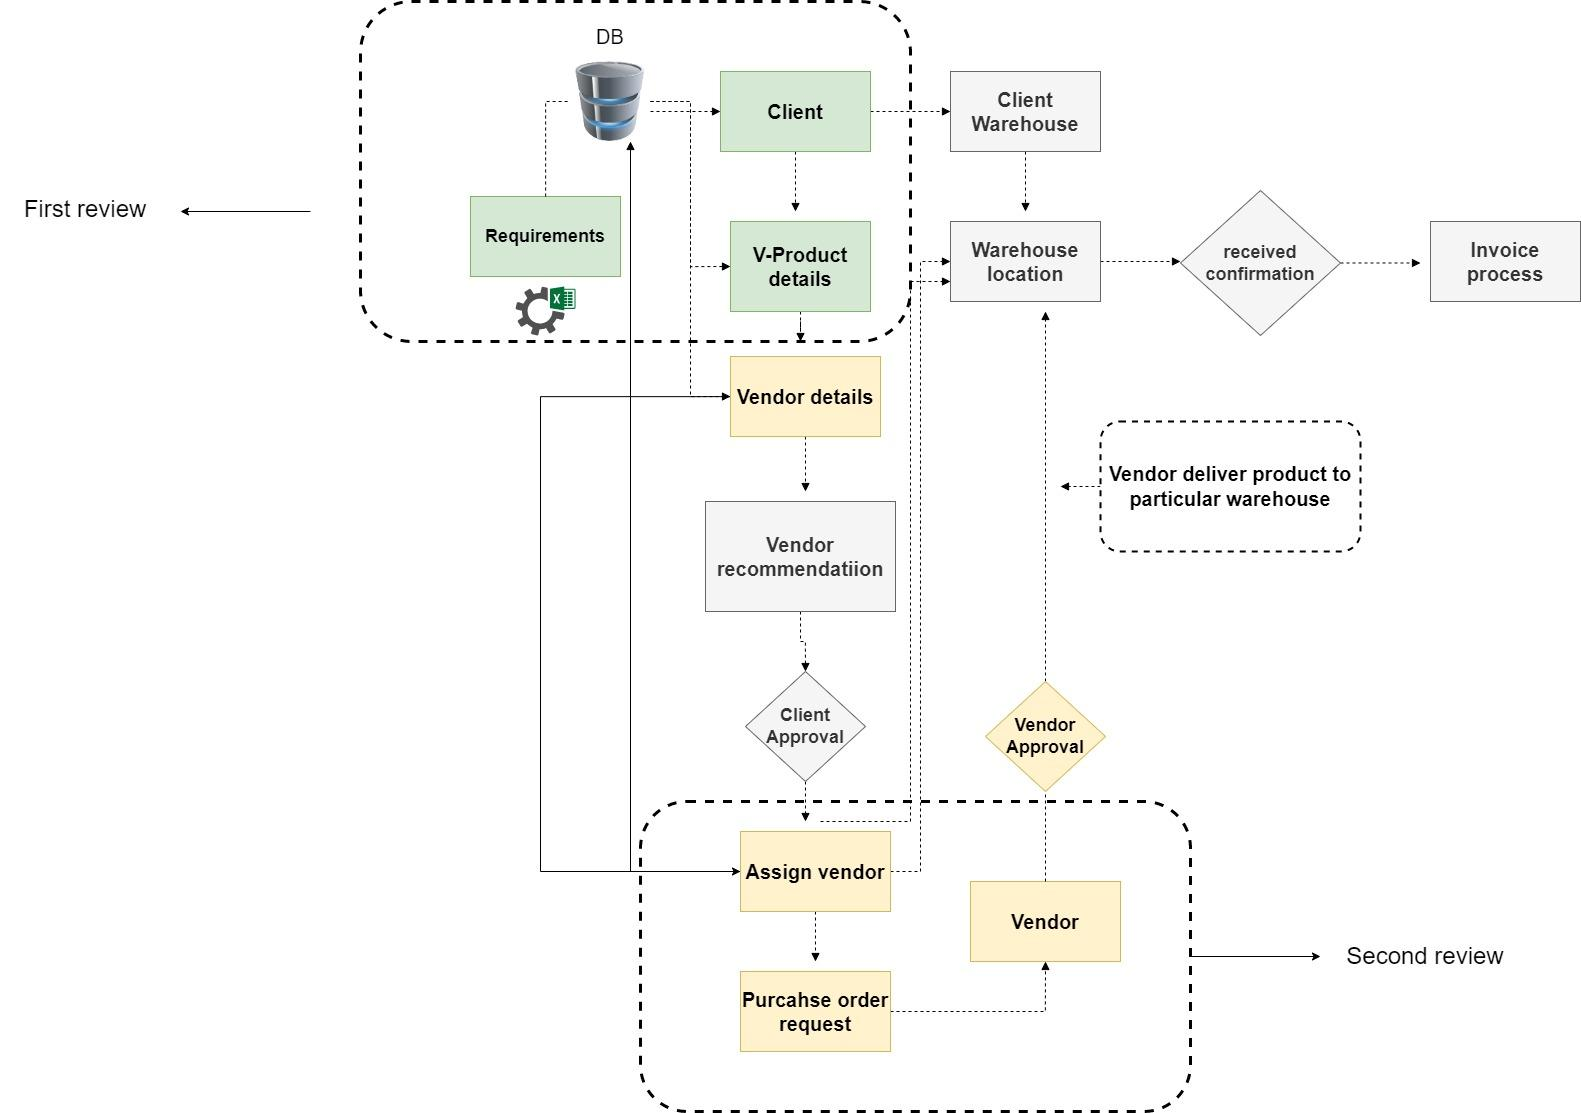 DB
Client
Client
Warehouse
First review
Requirements
V-Product
details
Warehouse
location
received
confirmation
Invoice
process
X
Vendor details
Vendor deliver product to
particular warehouse
Vendor
recommendatiion
Client
Approval
Vendor
Approval
Assign vendor
Vendor
Second review
Purcahse order
request